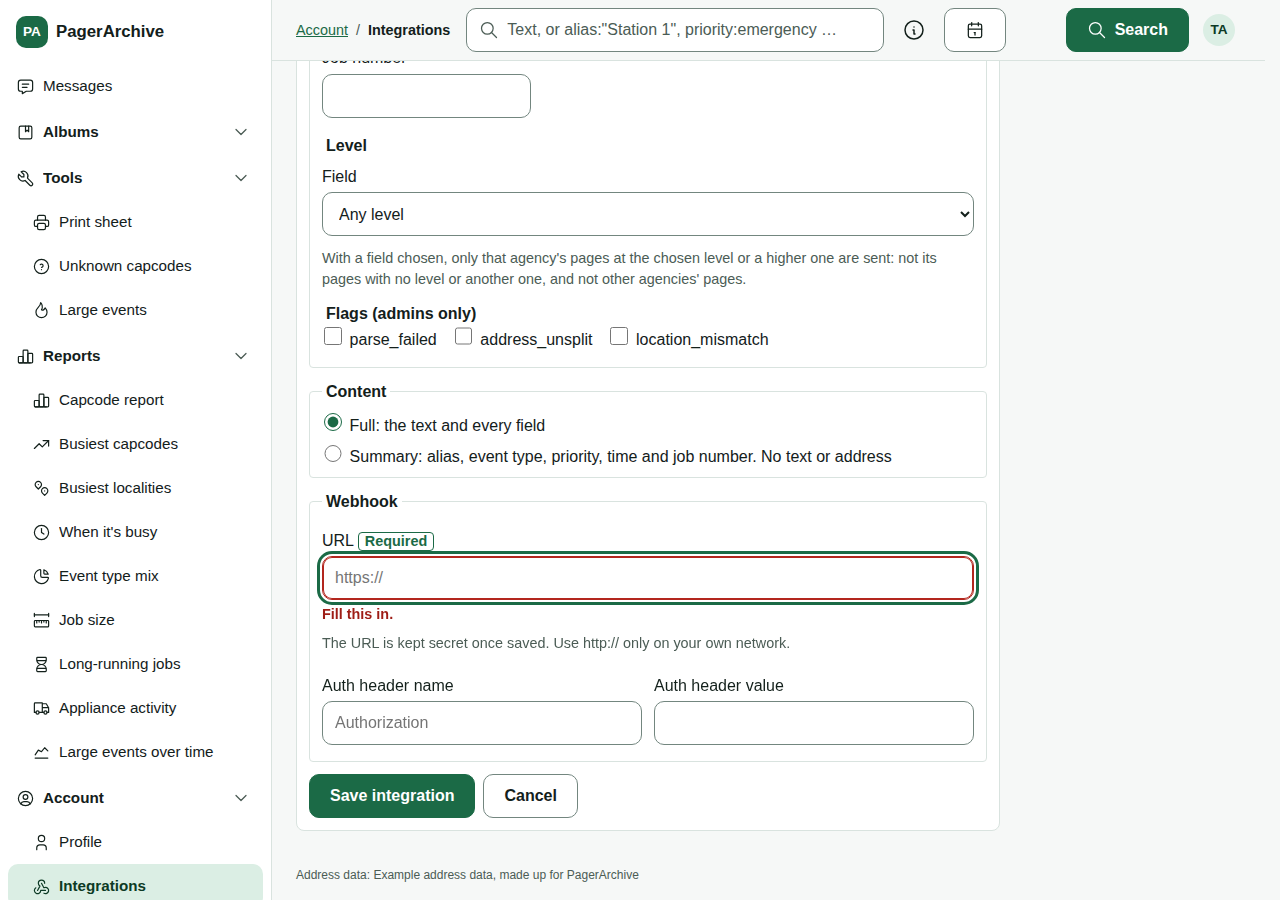 PA PagerArchive
Messages
Albums
Tools
Print sheet
Unknown capcodes
Large events
Reports
Capcode report
Busiest capcodes
Busiest localities
When it's busy
Event type mix
Job size
Long-running jobs
Appliance activity
Large events over time
Account
Profile
Integrations
Account / Integrations
Text, or alias:"Station 1", priority:emergency …
Search
TA
Job number
Level
Field
Any level
With a field chosen, only that agency's pages at the chosen level or a higher one are sent: not its
pages with no level or another one, and not other agencies' pages.
Flags (admins only)
parse_failed address_unsplit location_mismatch
Content
Full: the text and every field
Summary: alias, event type, priority, time and job number. No text or address
Webhook
URL Required
https://
Fill this in.
The URL is kept secret once saved. Use http:// only on your own network.
Auth header name Auth header value
Authorization
Save integration Cancel
Address data: Example address data, made up for PagerArchive